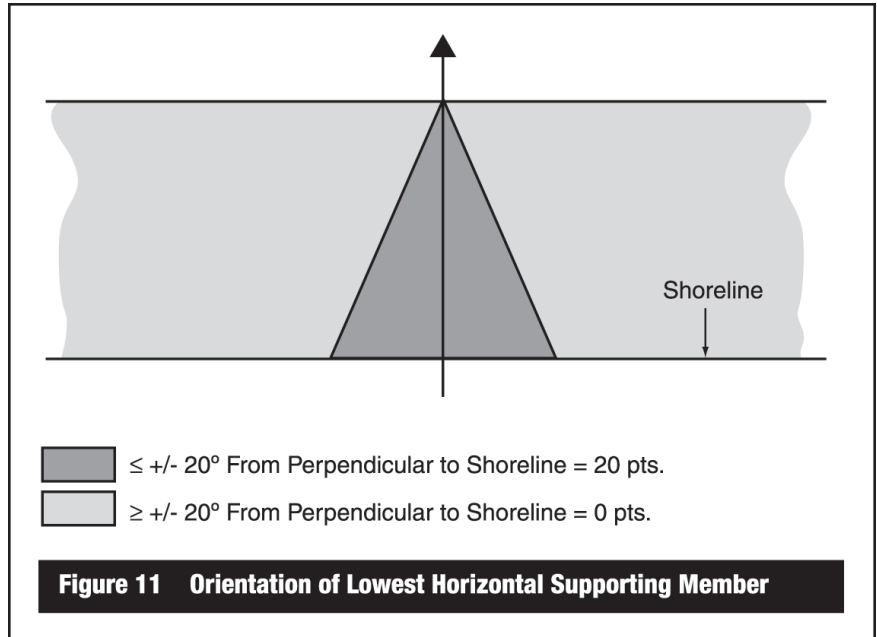 Shoreline
≤ +/- 20º From Perpendicular to Shoreline = 20 pts.
≥ +/- 20º From Perpendicular to Shoreline = 0 pts.
Figure 11 Orientation of Lowest Horizontal Supporting Member